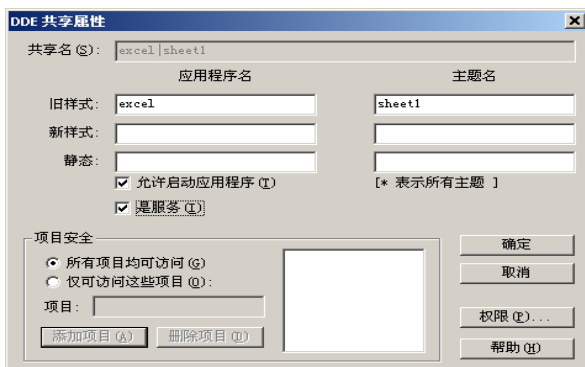 DDE 共享属性
共享名(S): excel|sheet1
应用程序名 主题名
旧样式: excel sheet1
新样式:
静态:
允许启动应用程序(T) [* 表示所有主题 ]
是服务(I)
项目安全
所有项目均可访问(G)
仅可访问这些项目(O):
项目:
添加项目(A) 删除项目(D)
确定
取消
权限(P)...
帮助(H)